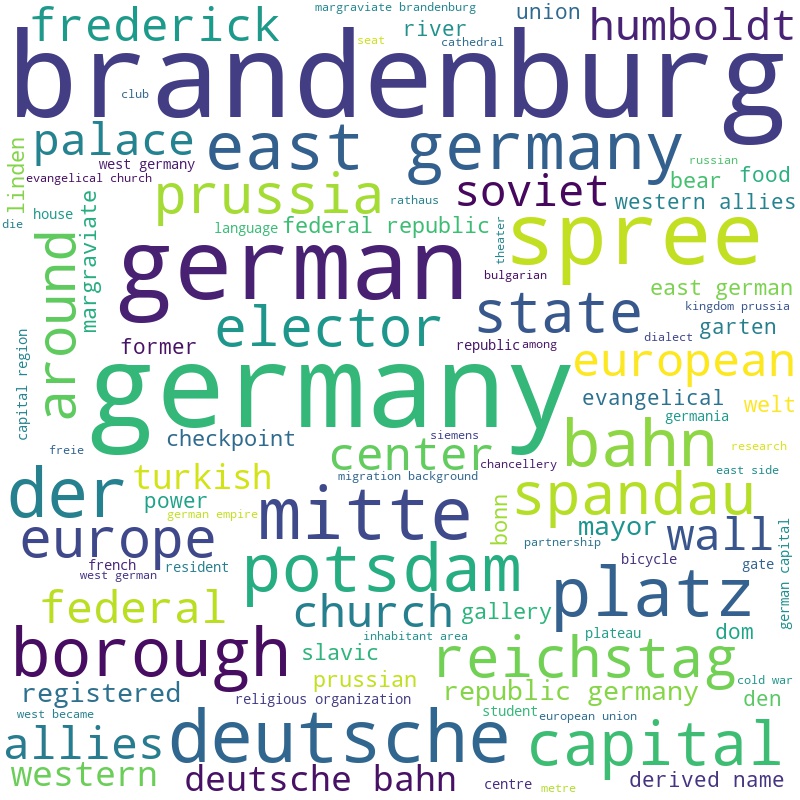 margraviate brandenburg
union
frederick
river
humboldt
seat
cathedral
brandenburg
club
palace
east germany
linden
west germany
russian
evangelical church
prussia
soviet
bear
food
western allies
die
house
margraviate
rathaus
language
federal republic
theater
spree
german
bulgarian
around
east german
state
kingdom prussia
elector
garten
capital region
former
republic
among
dialect
germany
european
evangelical
welt
germania
checkpoint
siemens
center
bahn
freie
chancellery
research
east side
turkish
migration background
der
power
mitte
spandau
german empire
bonn
mayor
wall
europe
partnership
french
resident
west german
potsdam
bicycle
gate
german capital
platz
federal
church
gallery
inhabitant area
plateau
dom
borough
slavic
reichstag
prussian
cold war
registered
religious organization
republic germany
den
west became
student
european union
allies
deutsche
capital
western
deutsche bahn
centre
metre
derived name